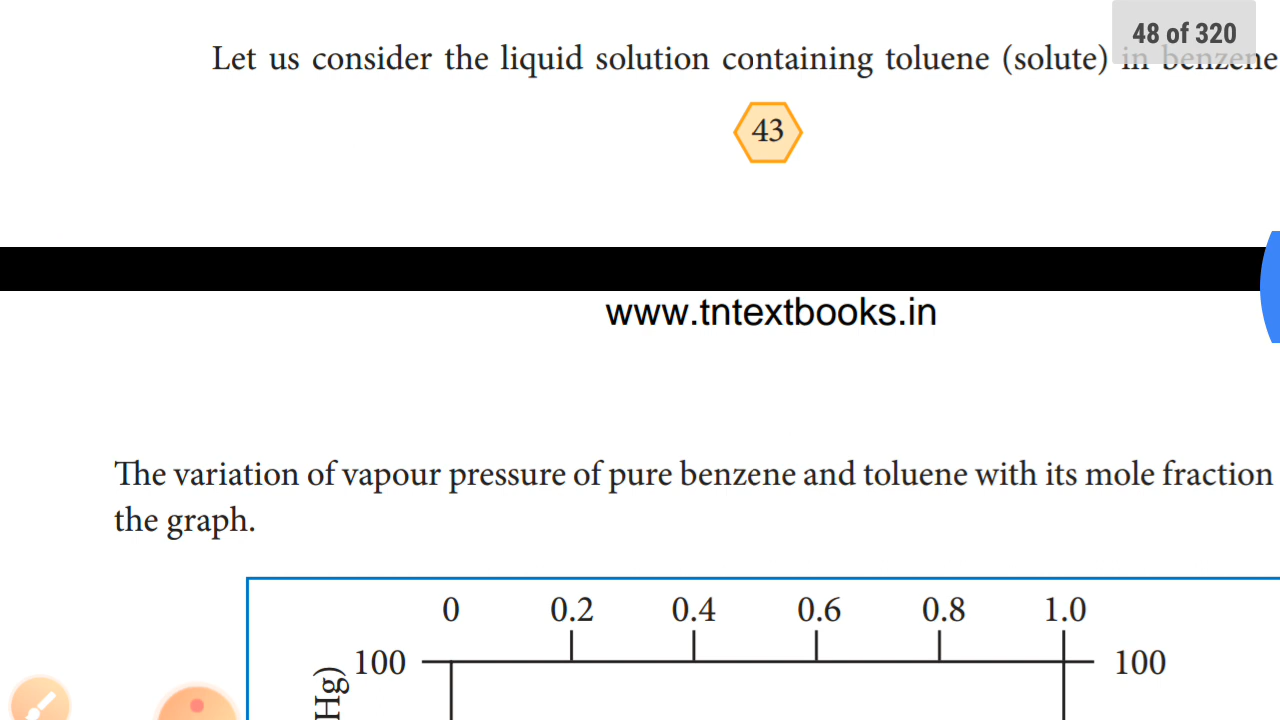 48 of 320
Let us consider the liquid solution containing toluene (solute) in benzene
43
www.tntextbooks.in
The variation of vapour pressure of pure benzene and toluene with its mole fraction
the graph.
0 0.2 0.4 0.6 0.8 1.0
100 100
Hg)